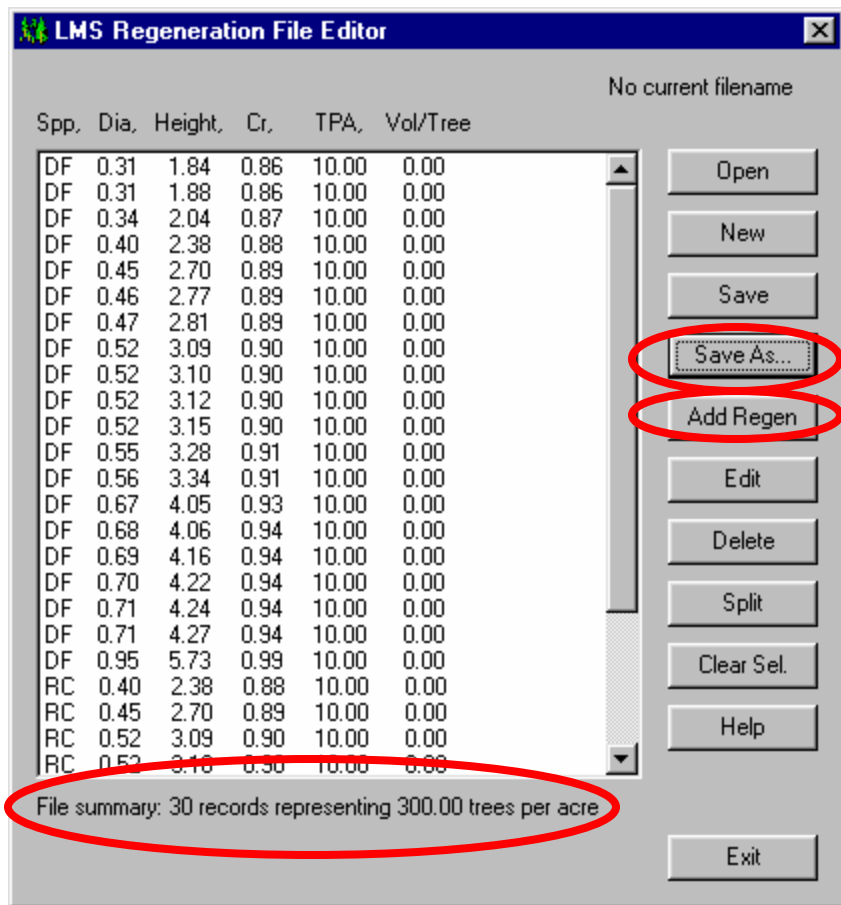 LMS Regeneration File Editor
No current filename
Spp, Dia, Height, Cr, TPA, Vol/Tree
DF 0.31 1.84 0.86 10.00 0.00
DF 0.31 1.88 0.86 10.00 0.00
DF 0.34 2.04 0.87 10.00 0.00
DF 0.40 2.38 0.88 10.00 0.00
DF 0.45 2.70 0.89 10.00 0.00
DF 0.46 2.77 0.89 10.00 0.00
DF 0.47 2.81 0.89 10.00 0.00
DF 0.52 3.09 0.90 10.00 0.00
DF 0.52 3.10 0.90 10.00 0.00
DF 0.52 3.12 0.90 10.00 0.00
DF 0.52 3.15 0.90 10.00 0.00
DF 0.55 3.28 0.91 10.00 0.00
DF 0.56 3.34 0.91 10.00 0.00
DF 0.67 4.05 0.93 10.00 0.00
DF 0.68 4.06 0.94 10.00 0.00
DF 0.69 4.16 0.94 10.00 0.00
DF 0.70 4.22 0.94 10.00 0.00
DF 0.71 4.24 0.94 10.00 0.00
DF 0.71 4.27 0.94 10.00 0.00
DF 0.95 5.73 0.99 10.00 0.00
RC 0.40 2.38 0.88 10.00 0.00
RC 0.45 2.70 0.89 10.00 0.00
RC 0.52 3.09 0.90 10.00 0.00
RC 0.52 3.10 0.90 10.00 0.00
File summary: 30 records representing 300.00 trees per acre
Open
New
Save
Save As...
Add Regen
Edit
Delete
Split
Clear Sel.
Help
Exit